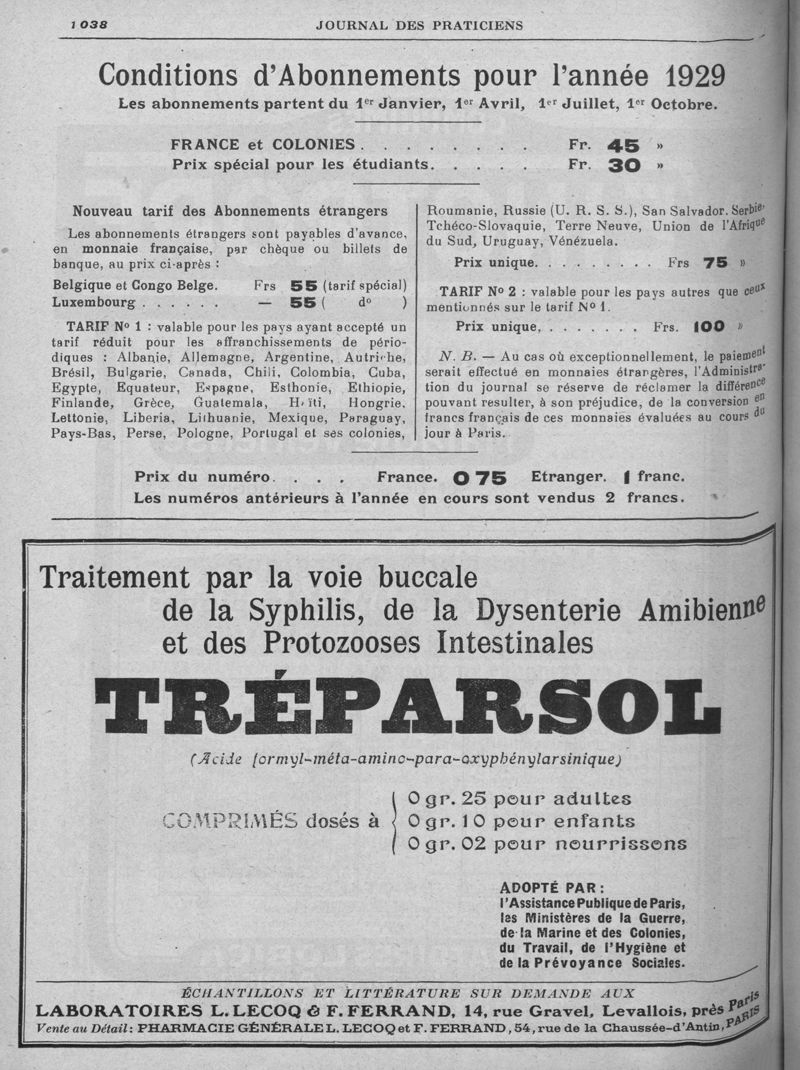 1038
JOURNAL DES PRATICIENS
Conditions d'Abonnements pour l'année 1929
Les abonnements partent du 1er Janvier, 1er Avril, 1er Juillet, 1er Octobre.
FRANCE et COLONIES . . . . . . . . Fr. 45 »
Prix spécial pour les étudiants. . . . . Fr. 30 »
Nouveau tarif des Abonnements étrangers
Les abonnements étrangers sont payables d'avance,
en monnaie française, par chèque ou billets de
banque, au prix ci-après :
Belgique et Congo Belge. Frs 55 (tarif spécial)
Luxembourg . . . . . . — 55 ( do )
TARIF No 1 : valable pour les pays ayant accepté un
tarif réduit pour les affranchissements de pério-
diques : Albanie, Allemagne, Argentine, Autriche,
Brésil, Bulgarie, Canada, Chili, Colombia, Cuba,
Egypte, Equateur, Espagne, Esthonie, Ethiopie,
Finlande, Grèce, Guatemala, Haïti, Hongrie,
Lettonie, Liberia, Lithuanie, Mexique, Paraguay,
Pays-Bas, Perse, Pologne, Portugal et ses colonies,
Roumanie, Russie (U. R. S. S.), San Salvador. Serbie,
Tchéco-Slovaquie, Terre Neuve, Union de l'Afrique
du Sud, Uruguay, Vénézuela.
Prix unique. . . . . . . . . Frs 75 »
TARIF No 2 : valable pour les pays autres que ceux
mentionnés sur le tarif No 1.
Prix unique. . . . . . . . Frs. 100 »
N. B. — Au cas où exceptionnellement, le paiement
serait effectué en monnaies étrangères, l'Administra-
tion du journal se réserve de réclamer la différence
pouvant resulter, à son préjudice, de la conversion en
francs français de ces monnaies évaluées au cours du
jour à Paris.
Prix du numéro. . . . France. 0 75 Etranger. 1 franc.
Les numéros antérieurs à l'année en cours sont vendus 2 francs.
Traitement par la voie buccale
de la Syphilis, de la Dysenterie Amibienne
et des Protozooses Intestinales
TRÉPARSOL
(Acide formyl-méta-amino-para-oxyphénylarsinique)
COMPRIMÉS dosés à
0 gr. 25 pour adultes
0 gr. 10 pour enfants
0 gr. 02 pour nourrissons
ADOPTÉ PAR :
l'Assistance Publique de Paris,
les Ministères de la Guerre,
de la Marine et des Colonies,
du Travail, de l'Hygiène et
de la Prévoyance Sociales.
ÉCHANTILLONS ET LITTÉRATURE SUR DEMANDE AUX
LABORATOIRES L. LECOQ & F. FERRAND, 14, rue Gravel, Levallois, près Paris
Vente au Détail : PHARMACIE GÉNÉRALE L. LECOQ et F. FERRAND, 54, rue de la Chaussée-d'Antin, PARIS